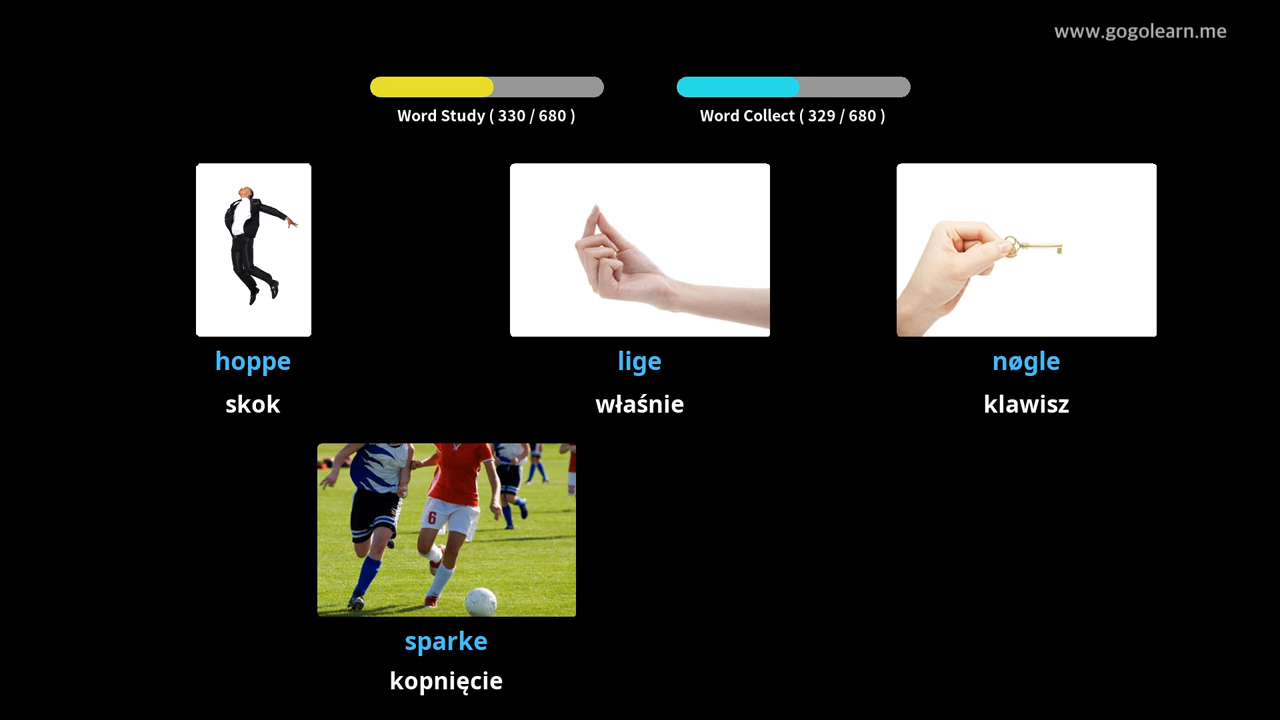 www.gogolearn.me
Word Study ( 330 / 680 )
Word Collect ( 329 / 680 )
hoppe
lige
nøgle
skok
właśnie
klawisz
6
sparke
kopnięcie